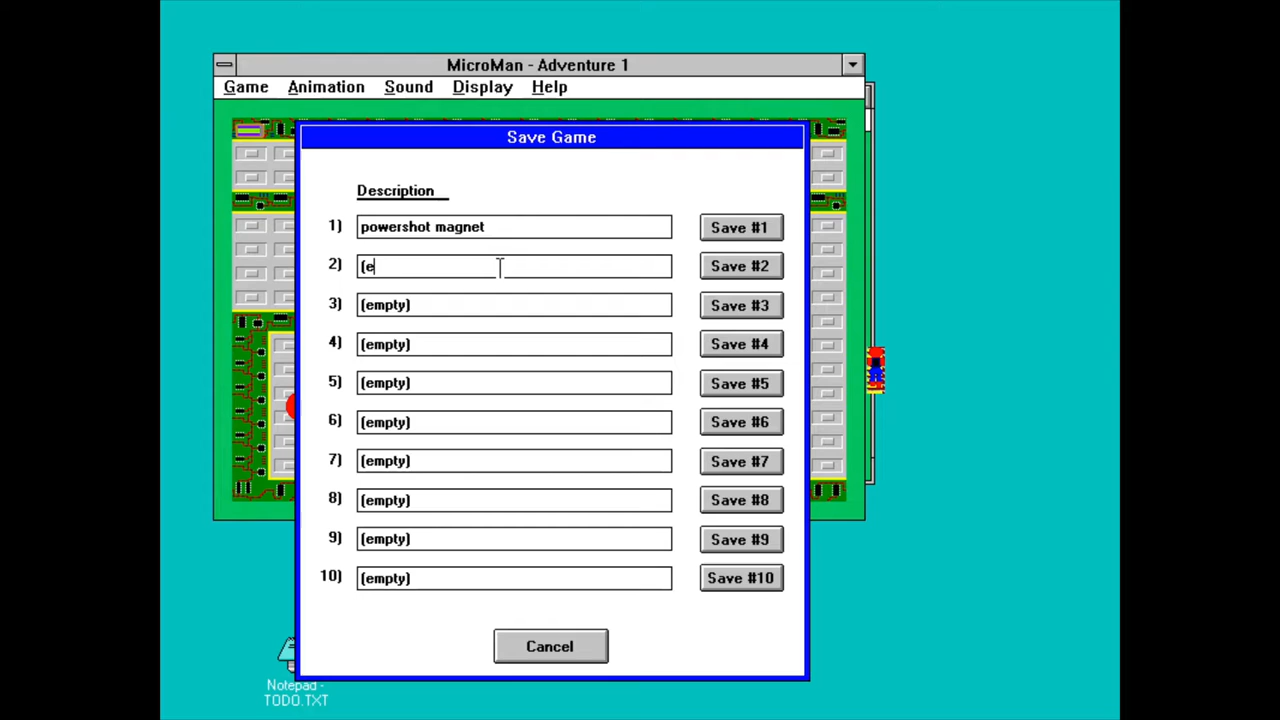 MicroMan - Adventure 1
Game Animation Sound Display Help
Save Game
Description
1) powershot magnet Save #1
2) (e Save #2
3) (empty) Save #3
4) (empty) Save #4
5) (empty) Save #5
6) (empty) Save #6
7) (empty) Save #7
8) (empty) Save #8
9) (empty) Save #9
10) (empty) Save #10
Cancel
Notepad -
TODO.TXT